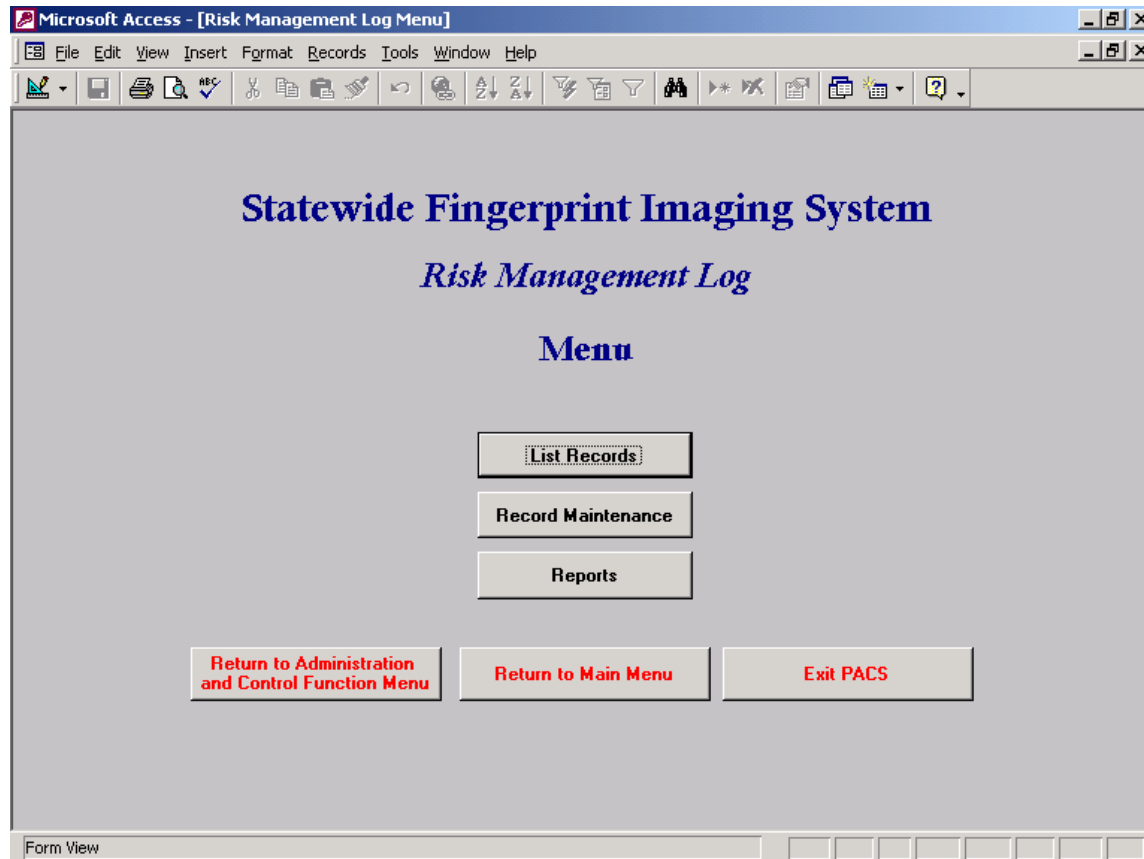 Microsoft Access - [Risk Management Log Menu]
File Edit View Insert Format Records Tools Window Help
Statewide Fingerprint Imaging System
Risk Management Log
Menu
List Records
Record Maintenance
Reports
Return to Administration
and Control Function Menu
Return to Main Menu
Exit PACS
Form View